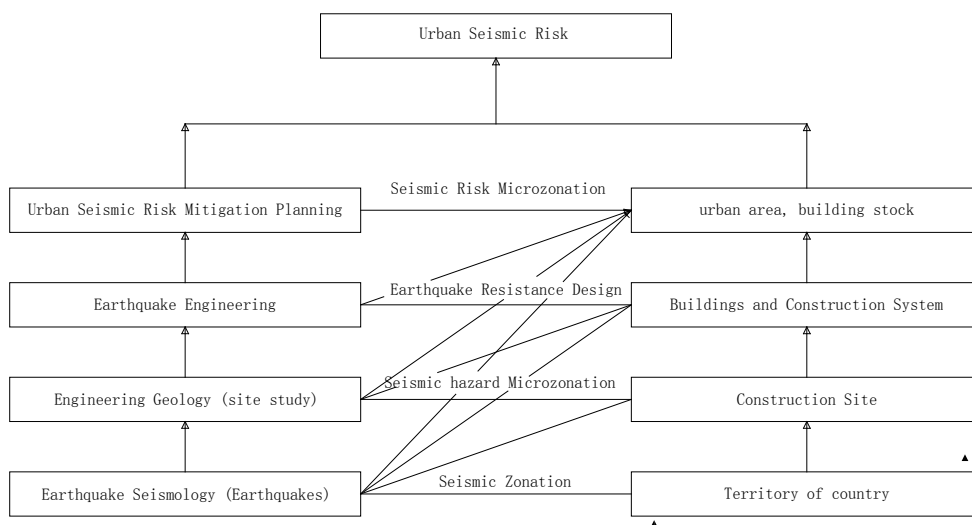 Urban Seismic Risk
Seismic Risk Microzonation
Urban Seismic Risk Mitigation Planning
urban area, building stock
Earthquake Resistance Design
Earthquake Engineering
Buildings and Construction System
Seismic hazard Microzonation
Engineering Geology (site study)
Construction Site
Seismic Zonation
Earthquake Seismology (Earthquakes)
Territory of country